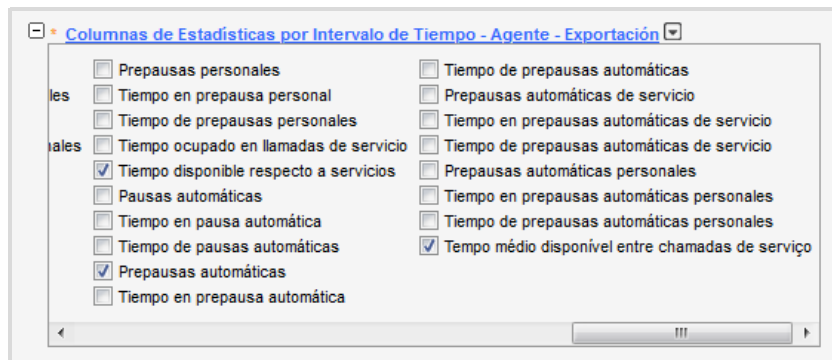 * Columnas de Estadísticas por Intervalo de Tiempo - Agente - Exportación
Prepausas personales
les Tiempo en prepausa personal
Tiempo de prepausas personales
nales Tiempo ocupado en llamadas de servicio
Tiempo disponible respecto a servicios
Pausas automáticas
Tiempo en pausa automática
Tiempo de pausas automáticas
Prepausas automáticas
Tiempo en prepausa automática
Tiempo de prepausas automáticas
Prepausas automáticas de servicio
Tiempo en prepausas automáticas de servicio
Tiempo de prepausas automáticas de servicio
Prepausas automáticas personales
Tiempo en prepausas automáticas personales
Tiempo de prepausas automáticas personales
Tempo médio disponível entre chamadas de serviço